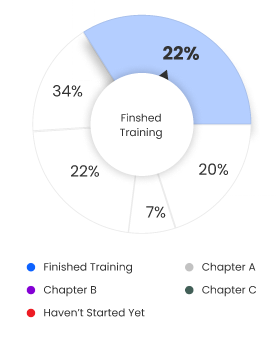 22%
34%
Finshed
Training
22%
20%
7%
Finished Training
Chapter A
Chapter B
Chapter C
Haven't Started Yet